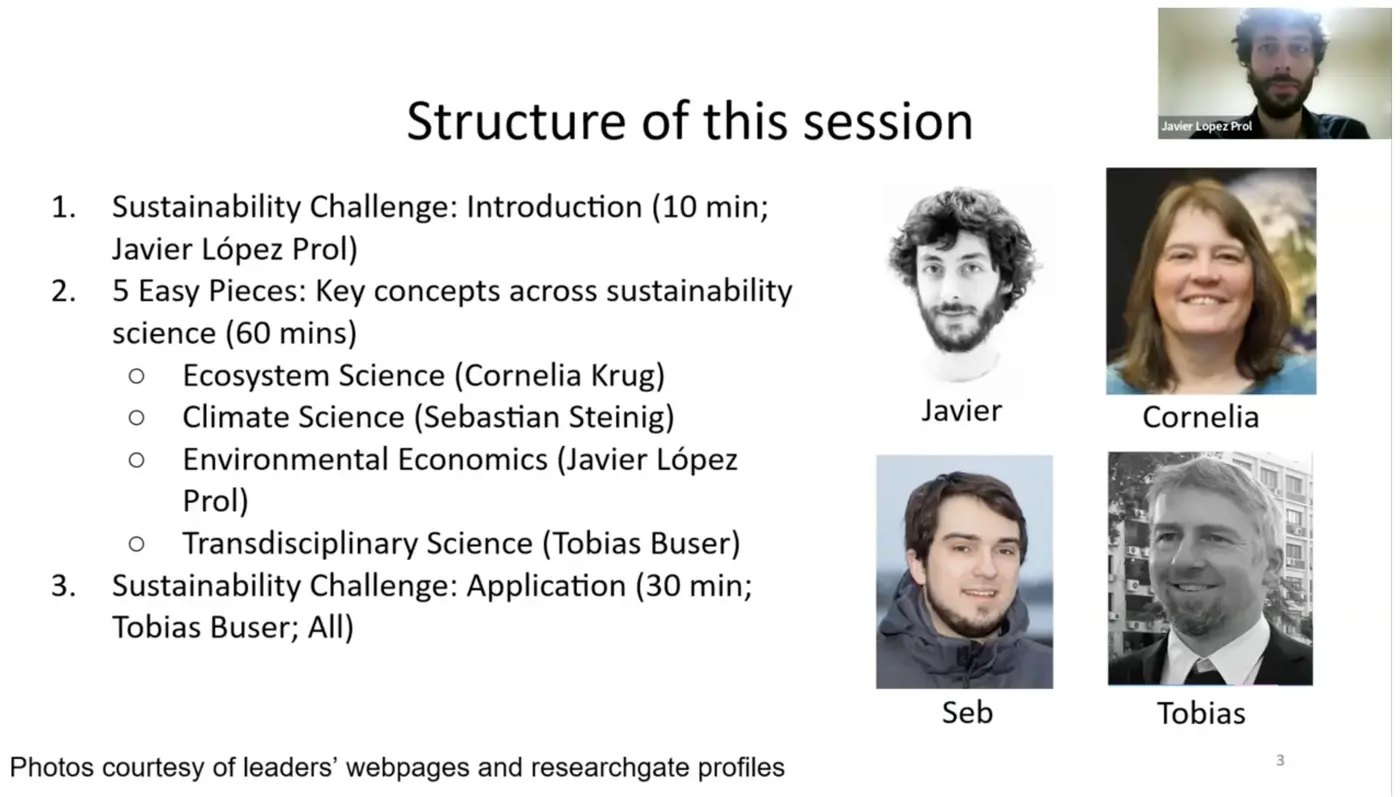 Javier Lopez Prol
Structure of this session
1. Sustainability Challenge: Introduction (10 min;
Javier López Prol)
2. 5 Easy Pieces: Key concepts across sustainability
science (60 mins)
○ Ecosystem Science (Cornelia Krug)
○ Climate Science (Sebastian Steinig)
○ Environmental Economics (Javier López
Prol)
○ Transdisciplinary Science (Tobias Buser)
3. Sustainability Challenge: Application (30 min;
Tobias Buser; All)
Javier
Cornelia
Seb
Tobias
Photos courtesy of leaders’ webpages and researchgate profiles
3